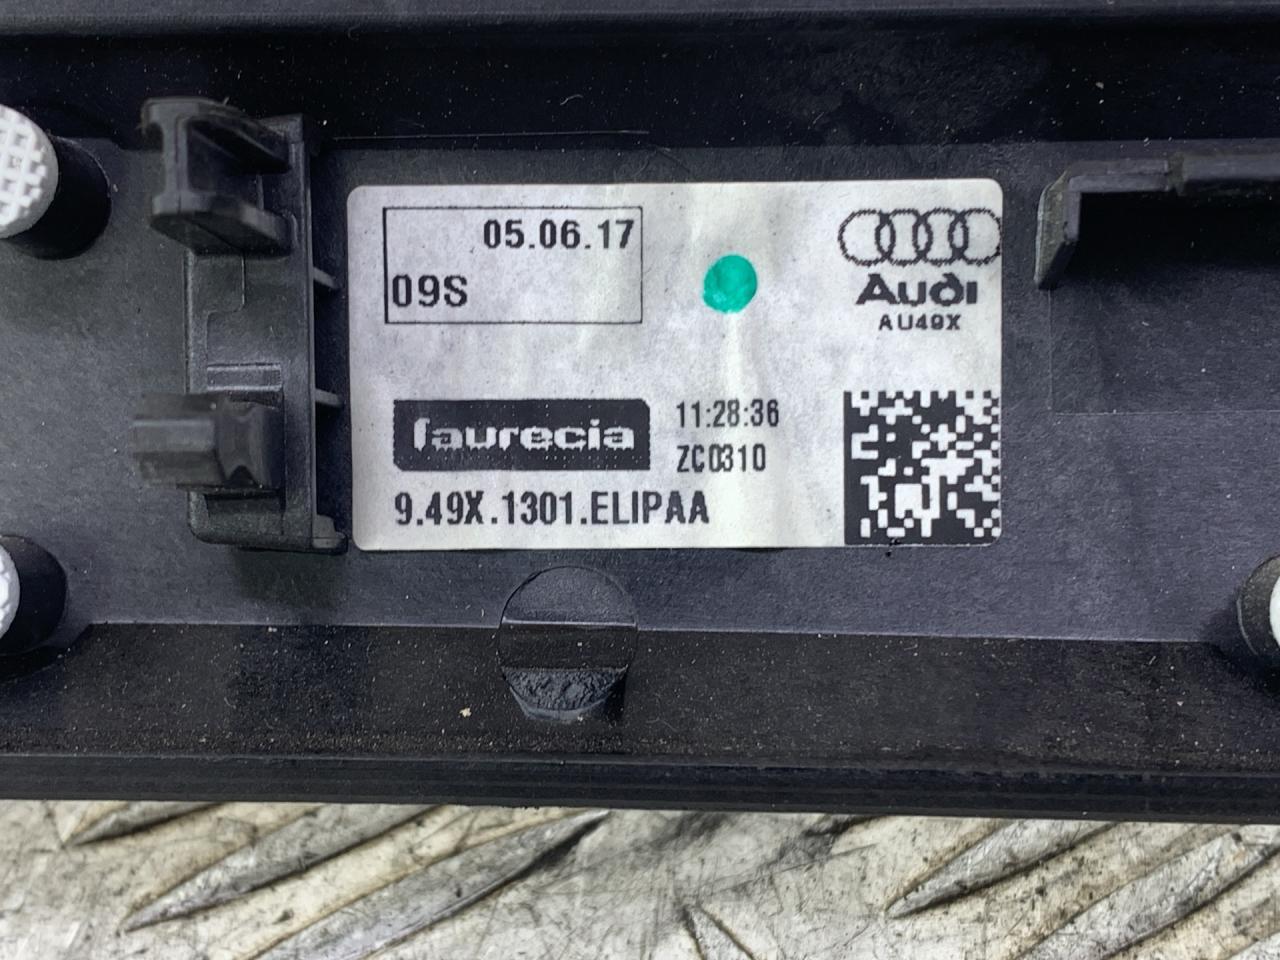 05.06.17
09S
Audi
AU49X
faurecia
11:28:36
ZC0310
9.49X.1301.ELIPAA